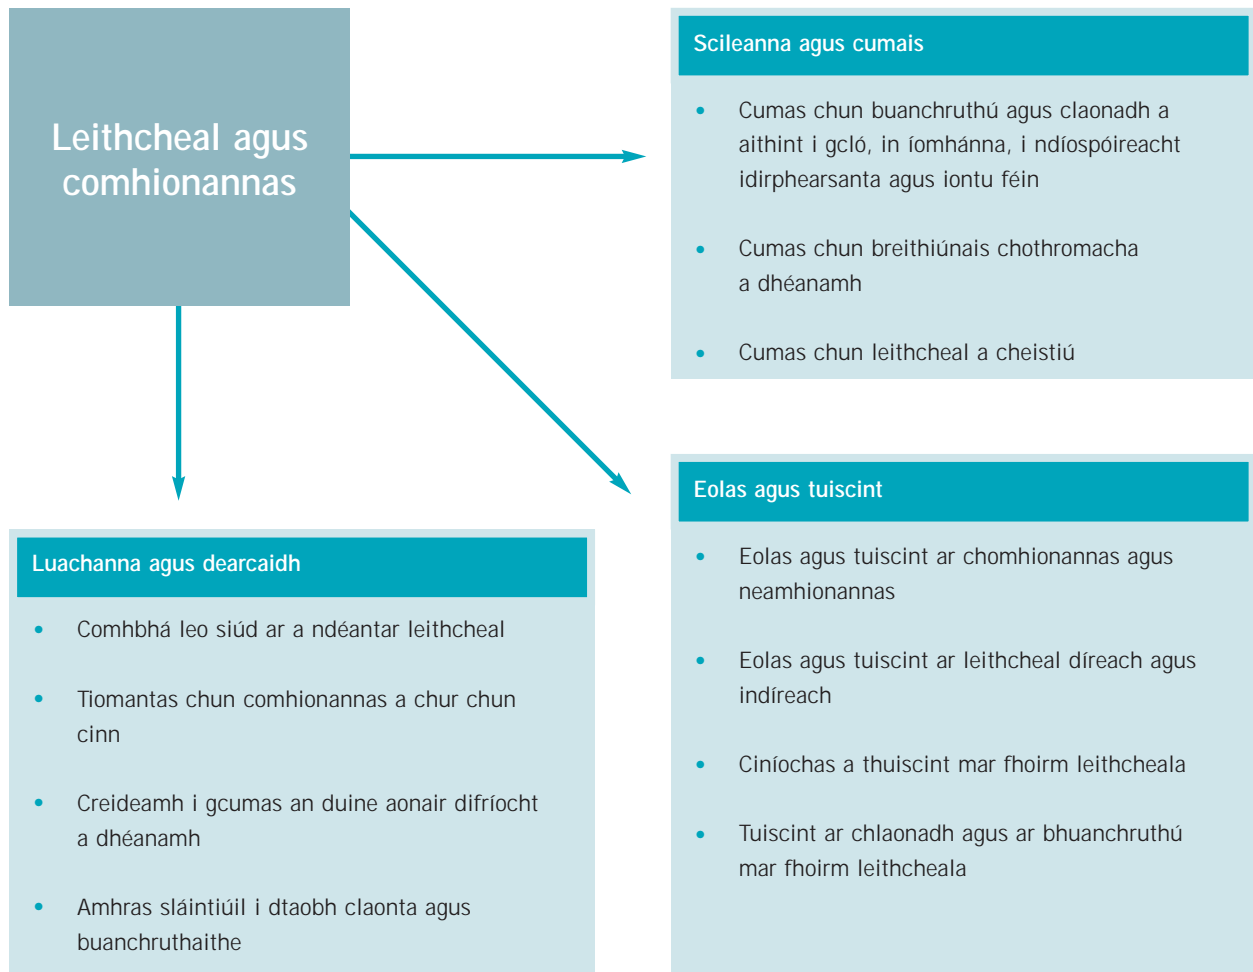 Leithcheal agus
comhionannas
Scileanna agus cumais
• Cumas chun buanchruthú agus claonadh a
aithint i gcló, in íomhánna, i ndíospóireacht
idirphearsanta agus iontu féin
• Cumas chun breithiúnais chothromacha
a dhéanamh
• Cumas chun leithcheal a cheistiú
Eolas agus tuiscint
• Eolas agus tuiscint ar chomhionannas agus
neamhionannas
• Eolas agus tuiscint ar leithcheal díreach agus
indíreach
• Ciníochas a thuiscint mar fhoirm leithcheala
• Tuiscint ar chlaonadh agus ar bhuanchruthú
mar fhoirm leithcheala
Luachanna agus dearcaidh
• Comhbhá leo siúd ar a ndéantar leithcheal
• Tiomantas chun comhionannas a chur chun
cinn
• Creideamh i gcumas an duine aonair difríocht
a dhéanamh
• Amhras sláintiúil i dtaobh claonta agus
buanchruthaithe